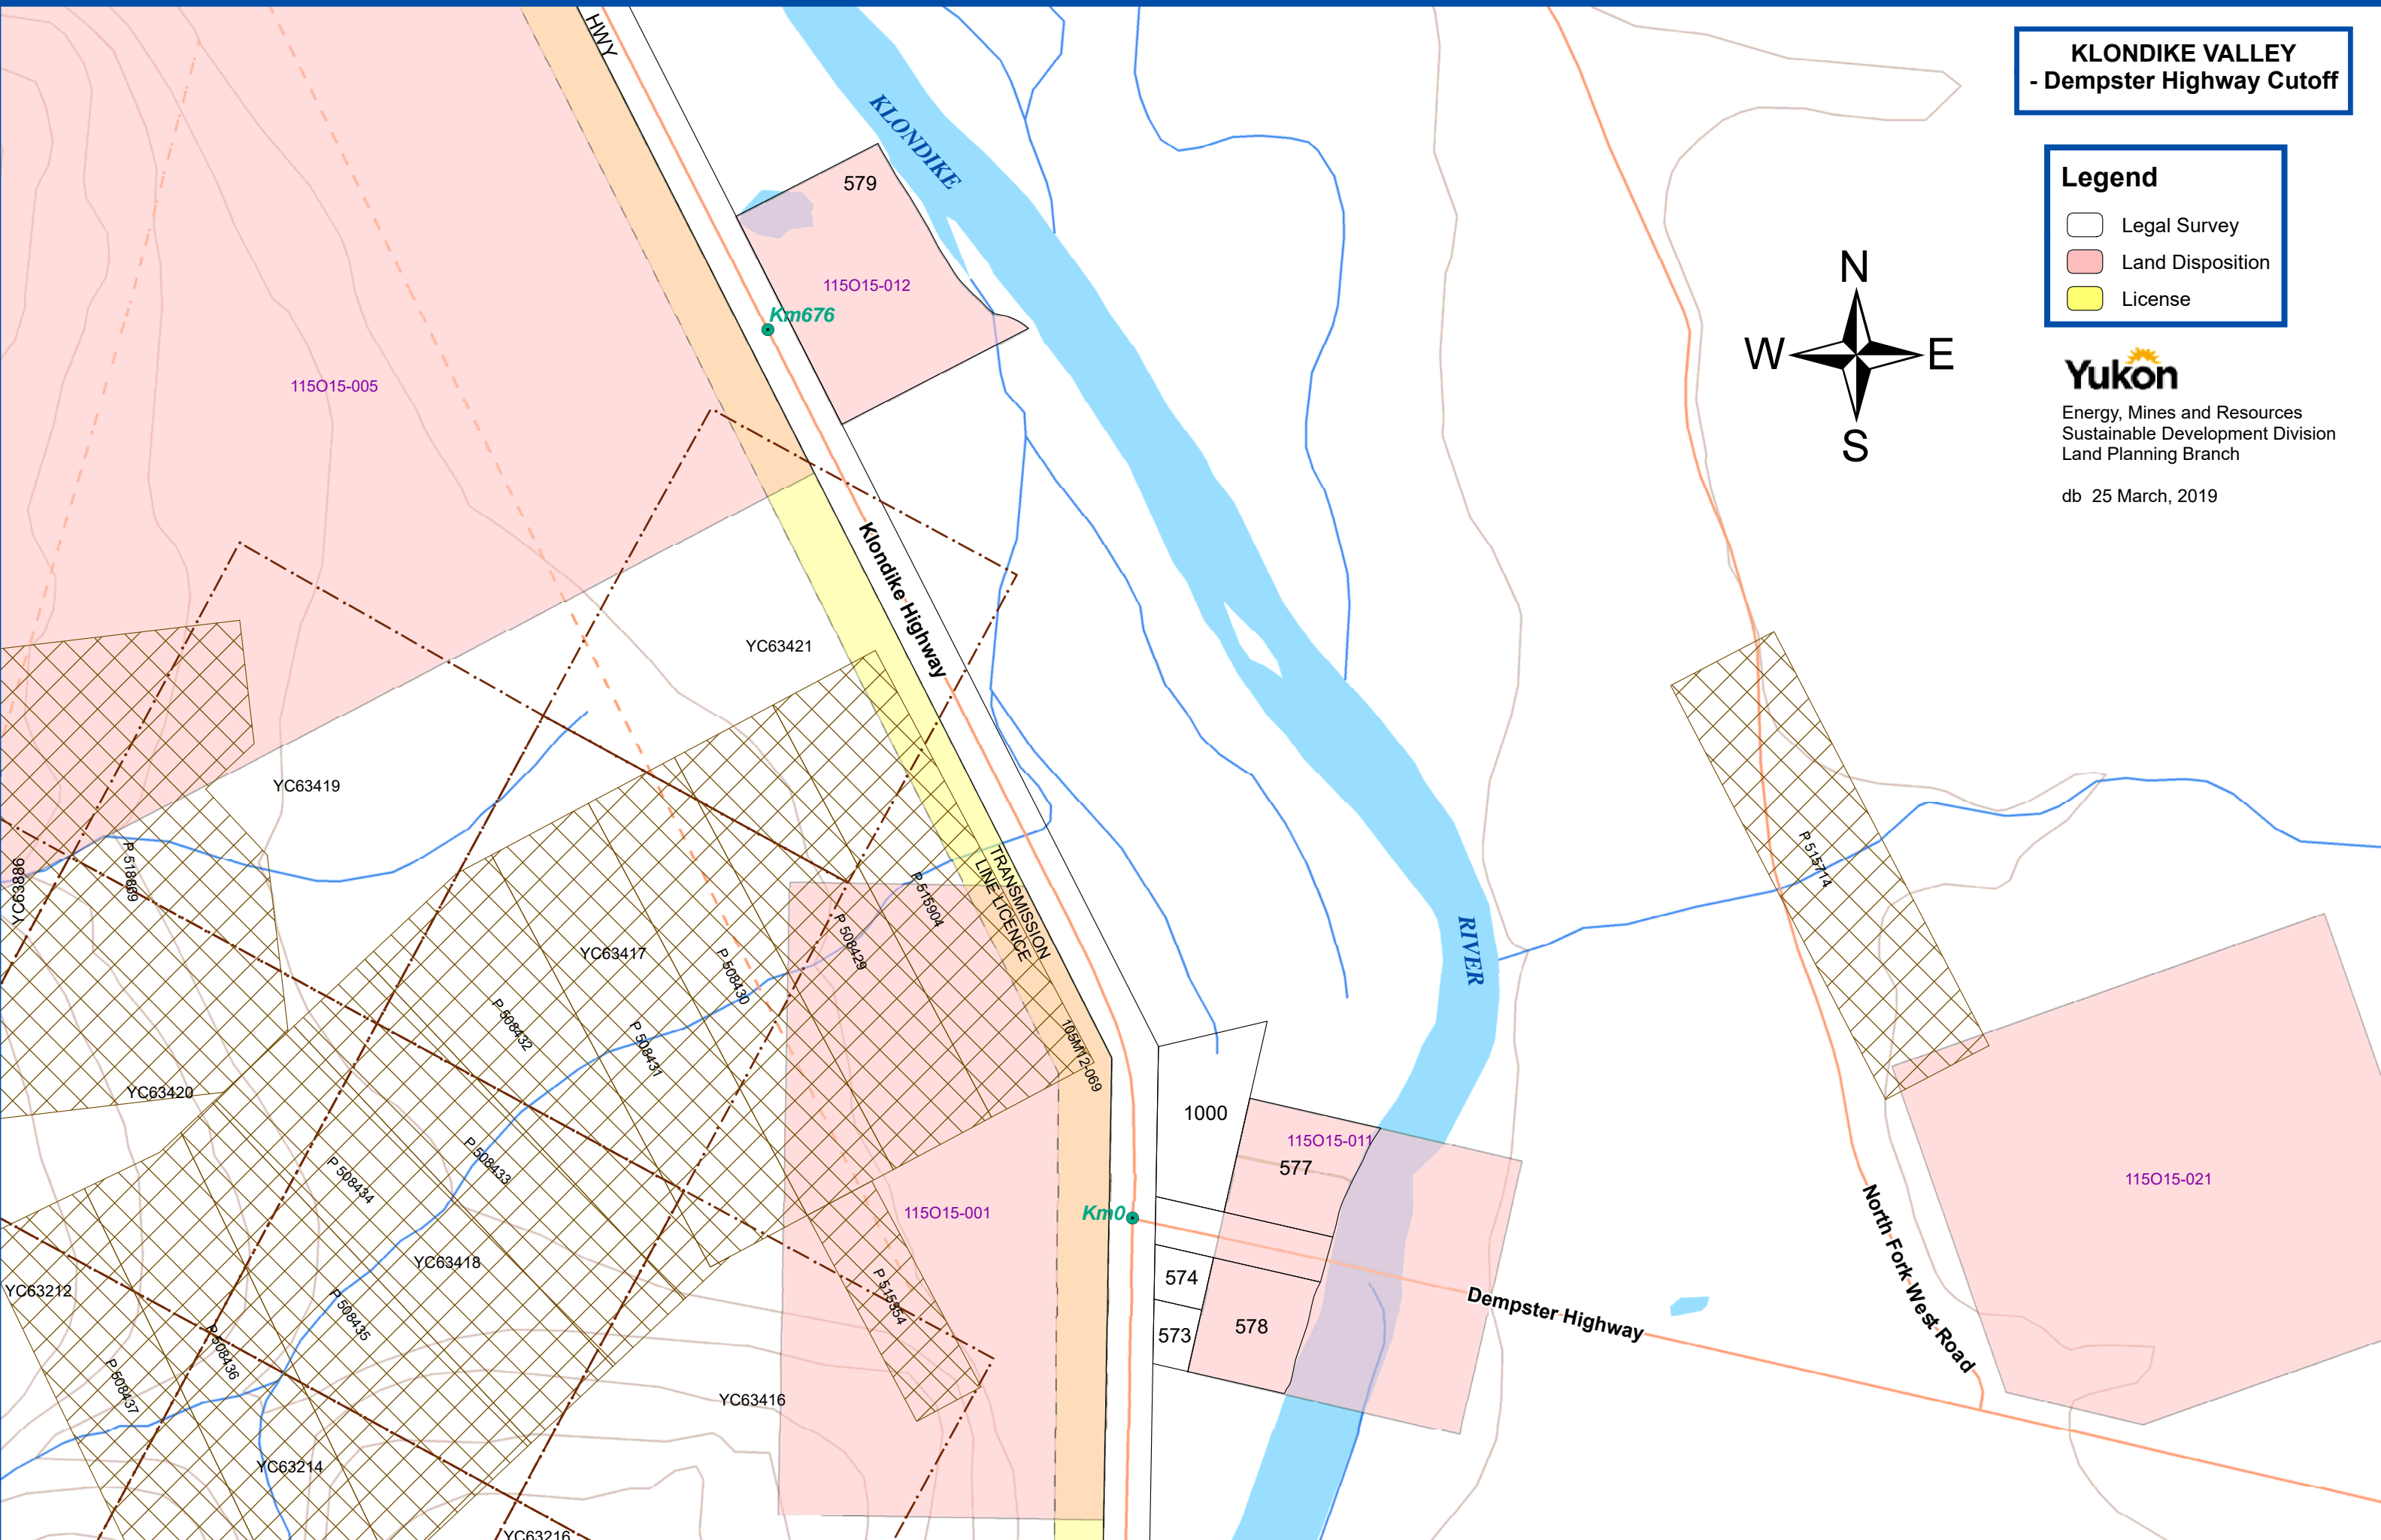 KLONDIKE VALLEY
- Dempster Highway Cutoff
Legend
Legal Survey
Land Disposition
License
N
W
E
S
Yukon
Energy, Mines and Resources
Sustainable Development Division
Land Planning Branch
db 25 March, 2019
HWY
KLONDIKE
579
115O15-012
Km676
115O15-005
Klondike Highway
YC63421
YC63419
P 515714
YC63886
P 518869
P 515904
TRANSMISSION
LINE LICENCE
RIVER
P 508429
YC63417
P 508430
P 508432
P 508431
105M12-069
YC63420
1000
115O15-011
577
P 508433
P 508434
115O15-021
115O15-001
Km0
North Fork West Road
YC63418
574
YC63212
P 515354
Dempster Highway
P 508435
573
578
P 508436
P 508437
YC63416
YC63214
YC63216